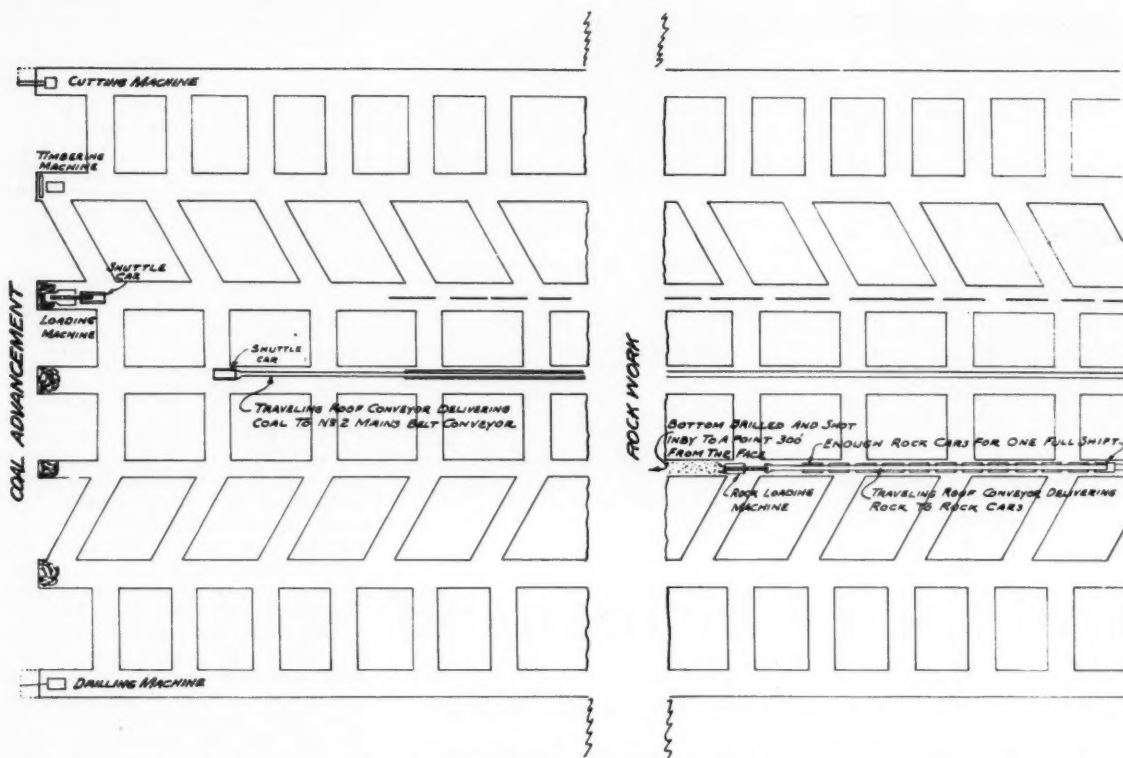 CUTTING MACHINE
TIMBERING
MACHINE
SHUTTLE
CAR
LOADING
MACHINE
COAL ADVANCEMENT
SHUTTLE
CAR
TRAVELING ROOF CONVEYOR DELIVERING
COAL TO NO 2 MAINS BELT CONVEYOR
DRILLING MACHINE
ROCK WORK
BOTTOM DRILLED AND SHOT
INBY TO A POINT 300'
FROM THE FACE
ENOUGH ROCK CARS FOR ONE FULL SHIFT
ROCK LOADING
MACHINE
TRAVELING ROOF CONVEYOR DELIVERING
ROCK TO ROCK CARS